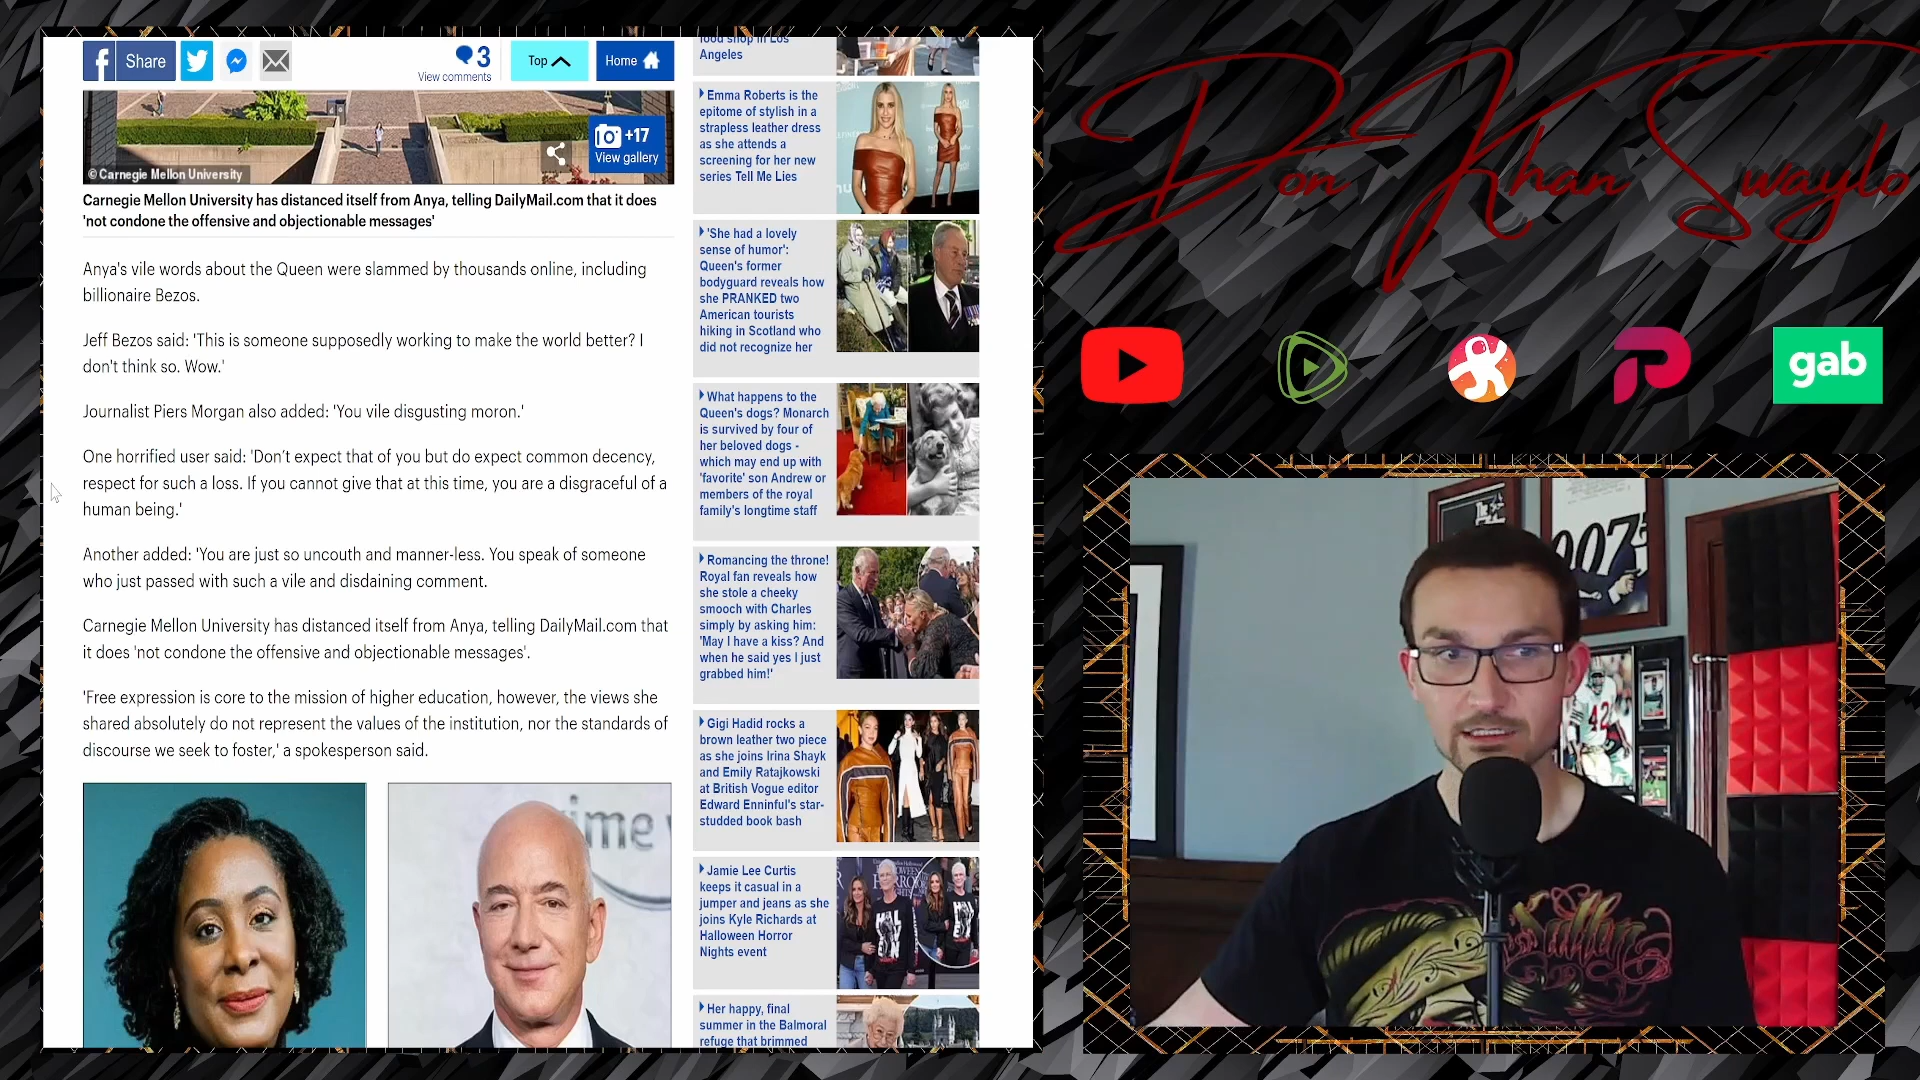 Share
3
View comments
Top
Home
+17
View gallery
© Carnegie Mellon University
Carnegie Mellon University has distanced itself from Anya, telling DailyMail.com that it does
'not condone the offensive and objectionable messages'
Anya's vile words about the Queen were slammed by thousands online, including
billionaire Bezos.
Jeff Bezos said: 'This is someone supposedly working to make the world better? I
don't think so. Wow.'
Journalist Piers Morgan also added: 'You vile disgusting moron.'
One horrified user said: 'Don't expect that of you but do expect common decency,
respect for such a loss. If you cannot give that at this time, you are a disgraceful of a
human being.'
Another added: 'You are just so uncouth and manner-less. You speak of someone
who just passed with such a vile and disdaining comment.
Carnegie Mellon University has distanced itself from Anya, telling DailyMail.com that
it does 'not condone the offensive and objectionable messages'.
'Free expression is core to the mission of higher education, however, the views she
shared absolutely do not represent the values of the institution, nor the standards of
discourse we seek to foster,' a spokesperson said.
food shop in Los
Angeles
Emma Roberts is the
epitome of stylish in a
strapless leather dress
as she attends a
screening for her new
series Tell Me Lies
'She had a lovely
sense of humor':
Queen's former
bodyguard reveals how
she PRANKED two
American tourists
hiking in Scotland who
did not recognize her
What happens to the
Queen's dogs? Monarch
is survived by four of
her beloved dogs -
which may end up with
'favorite' son Andrew or
members of the royal
family's longtime staff
Romancing the throne!
Royal fan reveals how
she stole a cheeky
smooch with Charles
simply by asking him:
'May I have a kiss? And
when he said yes I just
grabbed him!'
Gigi Hadid rocks a
brown leather two piece
as she joins Irina Shayk
and Emily Ratajkowski
at British Vogue editor
Edward Enninful's star-
studded book bash
Jamie Lee Curtis
keeps it casual in a
jumper and jeans as she
joins Kyle Richards at
Halloween Horror
Nights event
Her happy, final
summer in the Balmoral
refuge that brimmed
Don Khan Swaylo
gab
007
42